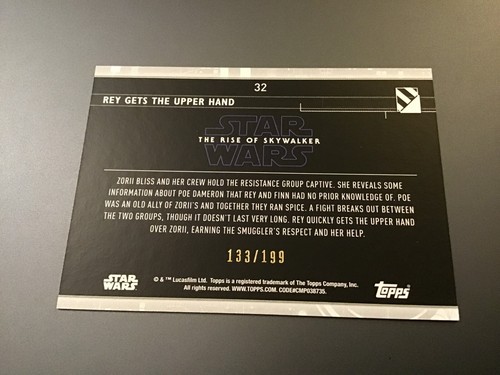 32
REY GETS THE UPPER HAND
STAR
THE RISE OF SKYWALKER
WARS
ZORII BLISS AND HER CREW HOLD THE RESISTANCE GROUP CAPTIVE. SHE REVEALS SOME
INFORMATION ABOUT POE DAMERON THAT REY AND FINN HAD NO PRIOR KNOWLEDGE OF. POE
WAS AN OLD ALLY OF ZORII'S AND TOGETHER THEY RAN SPICE. A FIGHT BREAKS OUT BETWEEN
THE TWO GROUPS, THOUGH IT DOESN'T LAST VERY LONG. REY QUICKLY GETS THE UPPER HAND
OVER ZORII, EARNING THE SMUGGLER'S RESPECT AND HER HELP.
133/199
STAR
WARS
© & ™ Lucasfilm Ltd. Topps is a registered trademark of The Topps Company, Inc.
All rights reserved. WWW.TOPPS.COM. CODE#CMP038735.
topps